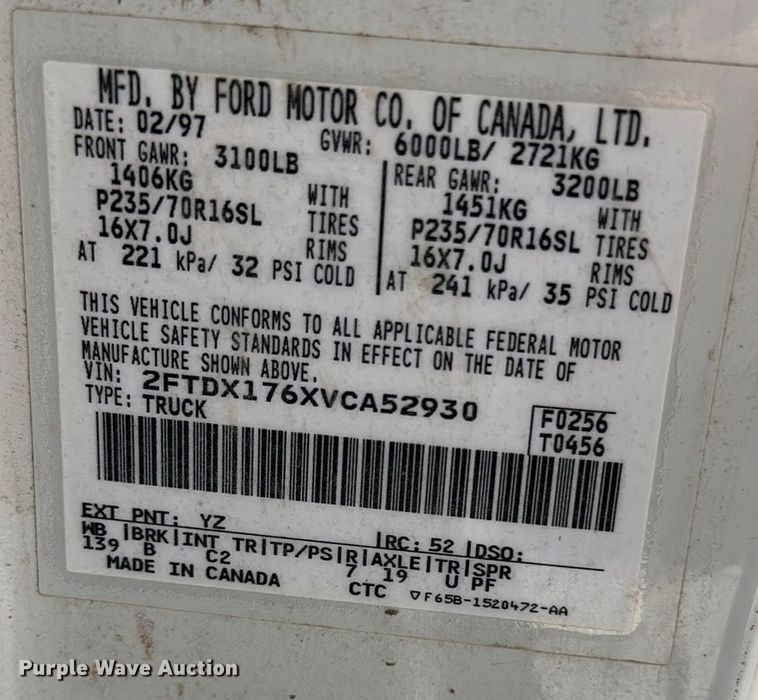 MFD. BY FORD MOTOR CO. OF CANADA, LTD.
DATE: 02/97 GVWR: 6000LB/ 2721KG
FRONT GAWR: 3100LB
1406KG WITH
P235/70R16SL TIRES
16X7.0J RIMS
AT 221 kPa/ 32 PSI COLD
REAR GAWR: 3200LB
1451KG WITH
P235/70R16SL TIRES
16X7.0J RIMS
AT 241 kPa/ 35 PSI COLD
THIS VEHICLE CONFORMS TO ALL APPLICABLE FEDERAL MOTOR
VEHICLE SAFETY STANDARDS IN EFFECT ON THE DATE OF
MANUFACTURE SHOWN ABOVE.
VIN: 2FTDX176XVCA52930
TYPE: TRUCK
F0256
T0456
EXT PNT: YZ |RC: 52 |DSO:
WB |BRK|INT TR|TP/PS|R|AXLE|TR|SPR
139 B C2 7 19 U PF
MADE IN CANADA CTC ▽F65B-1520472-AA
Purple Wave Auction